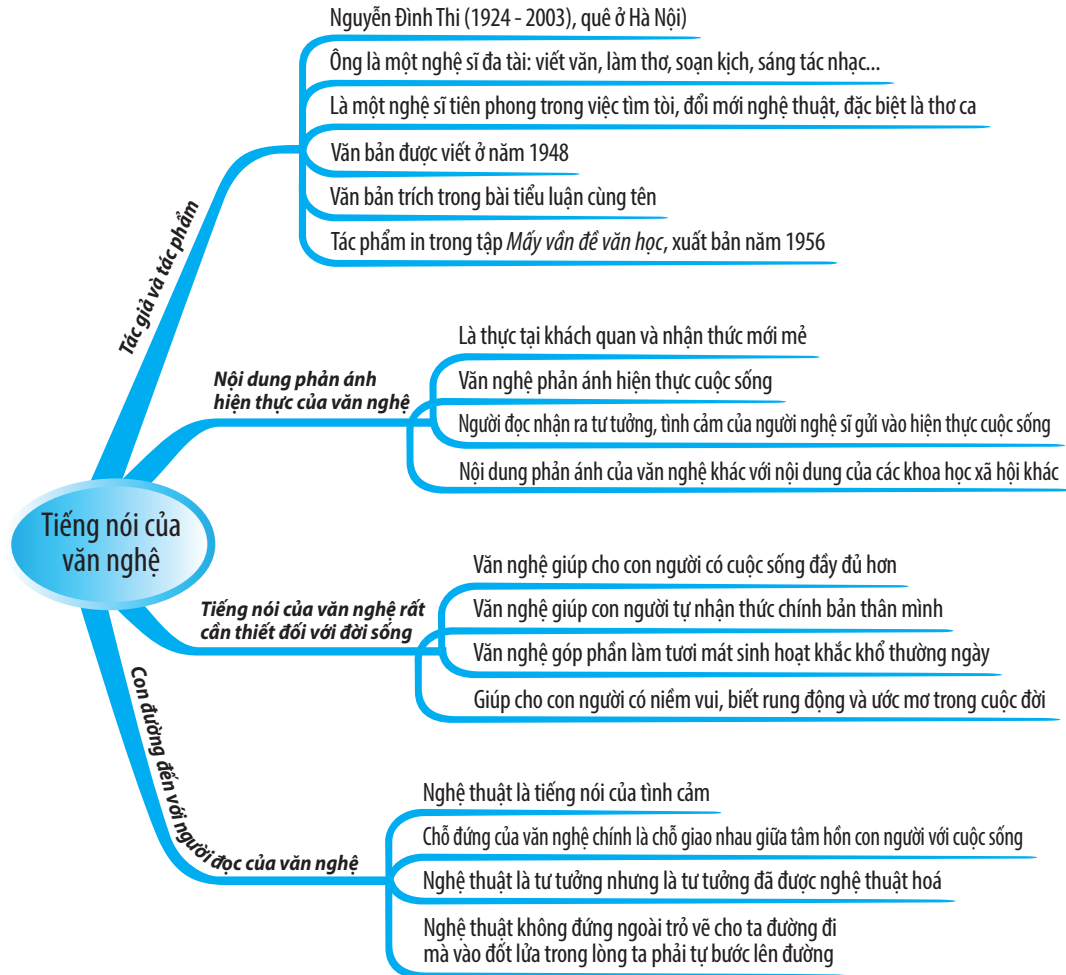 Nguyễn Đình Thi (1924 - 2003), quê ở Hà Nội)
Ông là một nghệ sĩ đa tài: viết văn, làm thơ, soạn kịch, sáng tác nhạc...
Là một nghệ sĩ tiên phong trong việc tìm tòi, đổi mới nghệ thuật, đặc biệt là thơ ca
Văn bản được viết ở năm 1948
Văn bản trích trong bài tiểu luận cùng tên
Tác phẩm in trong tập Mấy vần đề văn học, xuất bản năm 1956
Tác giả và tác phẩm
Là thực tại khách quan và nhận thức mới mẻ
Nội dung phản ánh
hiện thực của văn nghệ
Văn nghệ phản ánh hiện thực cuộc sống
Người đọc nhận ra tư tưởng, tình cảm của người nghệ sĩ gửi vào hiện thực cuộc sống
Nội dung phản ánh của văn nghệ khác với nội dung của các khoa học xã hội khác
Tiếng nói của
văn nghệ
Văn nghệ giúp cho con người có cuộc sống đầy đủ hơn
Tiếng nói của văn nghệ rất
cần thiết đối với đời sống
Văn nghệ giúp con người tự nhận thức chính bản thân mình
Văn nghệ góp phần làm tươi mát sinh hoạt khắc khổ thường ngày
Giúp cho con người có niềm vui, biết rung động và ước mơ trong cuộc đời
Con đường đến với người đọc của văn nghệ
Nghệ thuật là tiếng nói của tình cảm
Chỗ đứng của văn nghệ chính là chỗ giao nhau giữa tâm hồn con người với cuộc sống
Nghệ thuật là tư tưởng nhưng là tư tưởng đã được nghệ thuật hoá
Nghệ thuật không đứng ngoài trỏ vẽ cho ta đường đi
mà vào đốt lửa trong lòng ta phải tự bước lên đường